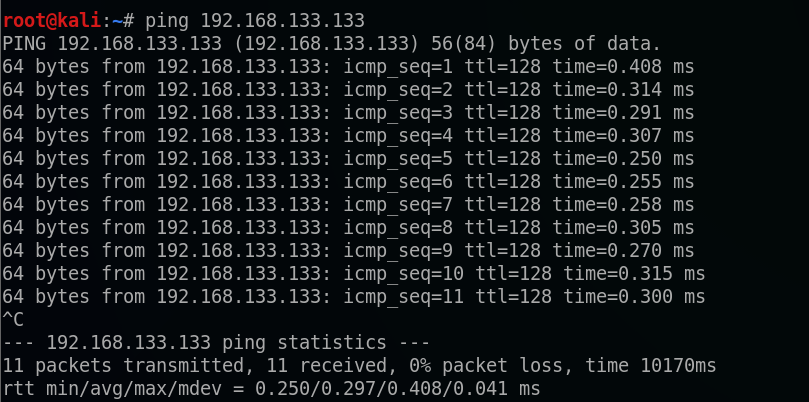 root@kali:~# ping 192.168.133.133
PING 192.168.133.133 (192.168.133.133) 56(84) bytes of data.
64 bytes from 192.168.133.133: icmp_seq=1 ttl=128 time=0.408 ms
64 bytes from 192.168.133.133: icmp_seq=2 ttl=128 time=0.314 ms
64 bytes from 192.168.133.133: icmp_seq=3 ttl=128 time=0.291 ms
64 bytes from 192.168.133.133: icmp_seq=4 ttl=128 time=0.307 ms
64 bytes from 192.168.133.133: icmp_seq=5 ttl=128 time=0.250 ms
64 bytes from 192.168.133.133: icmp_seq=6 ttl=128 time=0.255 ms
64 bytes from 192.168.133.133: icmp_seq=7 ttl=128 time=0.258 ms
64 bytes from 192.168.133.133: icmp_seq=8 ttl=128 time=0.305 ms
64 bytes from 192.168.133.133: icmp_seq=9 ttl=128 time=0.270 ms
64 bytes from 192.168.133.133: icmp_seq=10 ttl=128 time=0.315 ms
64 bytes from 192.168.133.133: icmp_seq=11 ttl=128 time=0.300 ms
^C
--- 192.168.133.133 ping statistics ---
11 packets transmitted, 11 received, 0% packet loss, time 10170ms
rtt min/avg/max/mdev = 0.250/0.297/0.408/0.041 ms